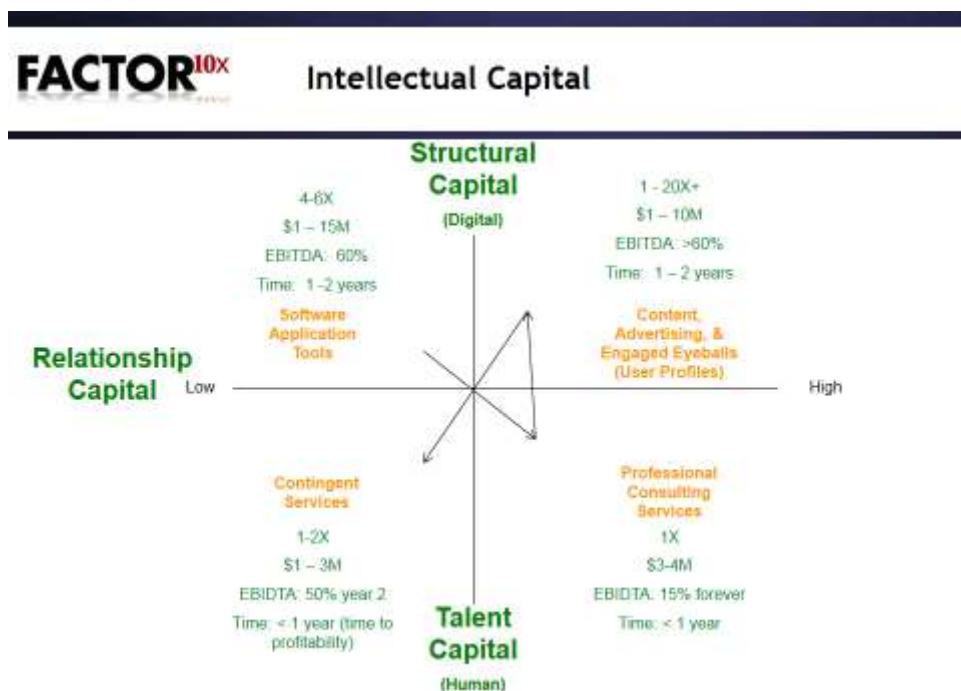 FACTOR10x
Intellectual Capital
Structural
Capital
(Digital)
4-6X
$1 – 15M
EBITDA: 60%
Time: 1 –2 years
Software
Application
Tools
1 - 20X+
$1 – 10M
EBITDA: >60%
Time: 1 – 2 years
Content,
Advertising, &
Engaged Eyeballs
(User Profiles)
Relationship
Capital
Low
High
Contingent
Services
1-2X
$1 – 3M
EBIDTA: 50% year 2
Time: < 1 year (time to
profitability)
Professional
Consulting
Services
1X
$3-4M
EBIDTA: 15% forever
Time: < 1 year
Talent
Capital
(Human)